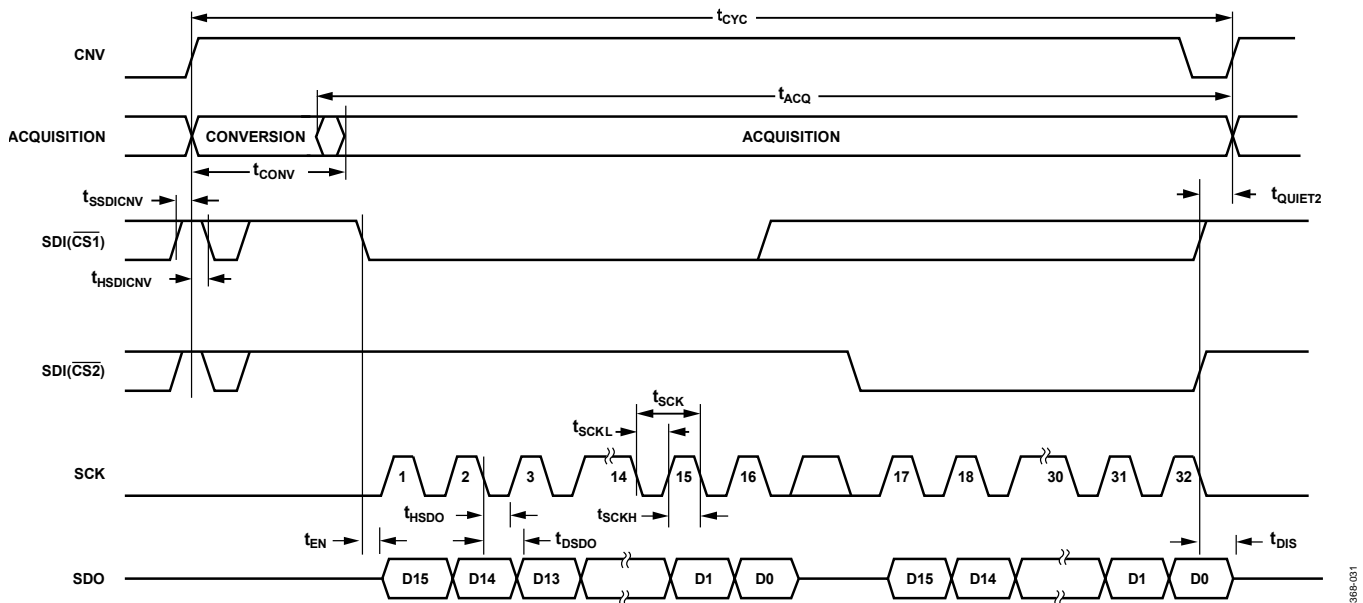 tCYC
CNV
tACQ
ACQUISITION CONVERSION ACQUISITION
tCONV
tSSDICNV
tQUIET2
SDI(CS1)
tHSDICNV
SDI(CS2)
tSCK
tSCKL
SCK 1 2 3 14 15 16 17 18 30 31 32
tHSDO tSCKH
tEN tDSDO tDIS
SDO D15 D14 D13 D1 D0 D15 D14 D1 D0
368-031